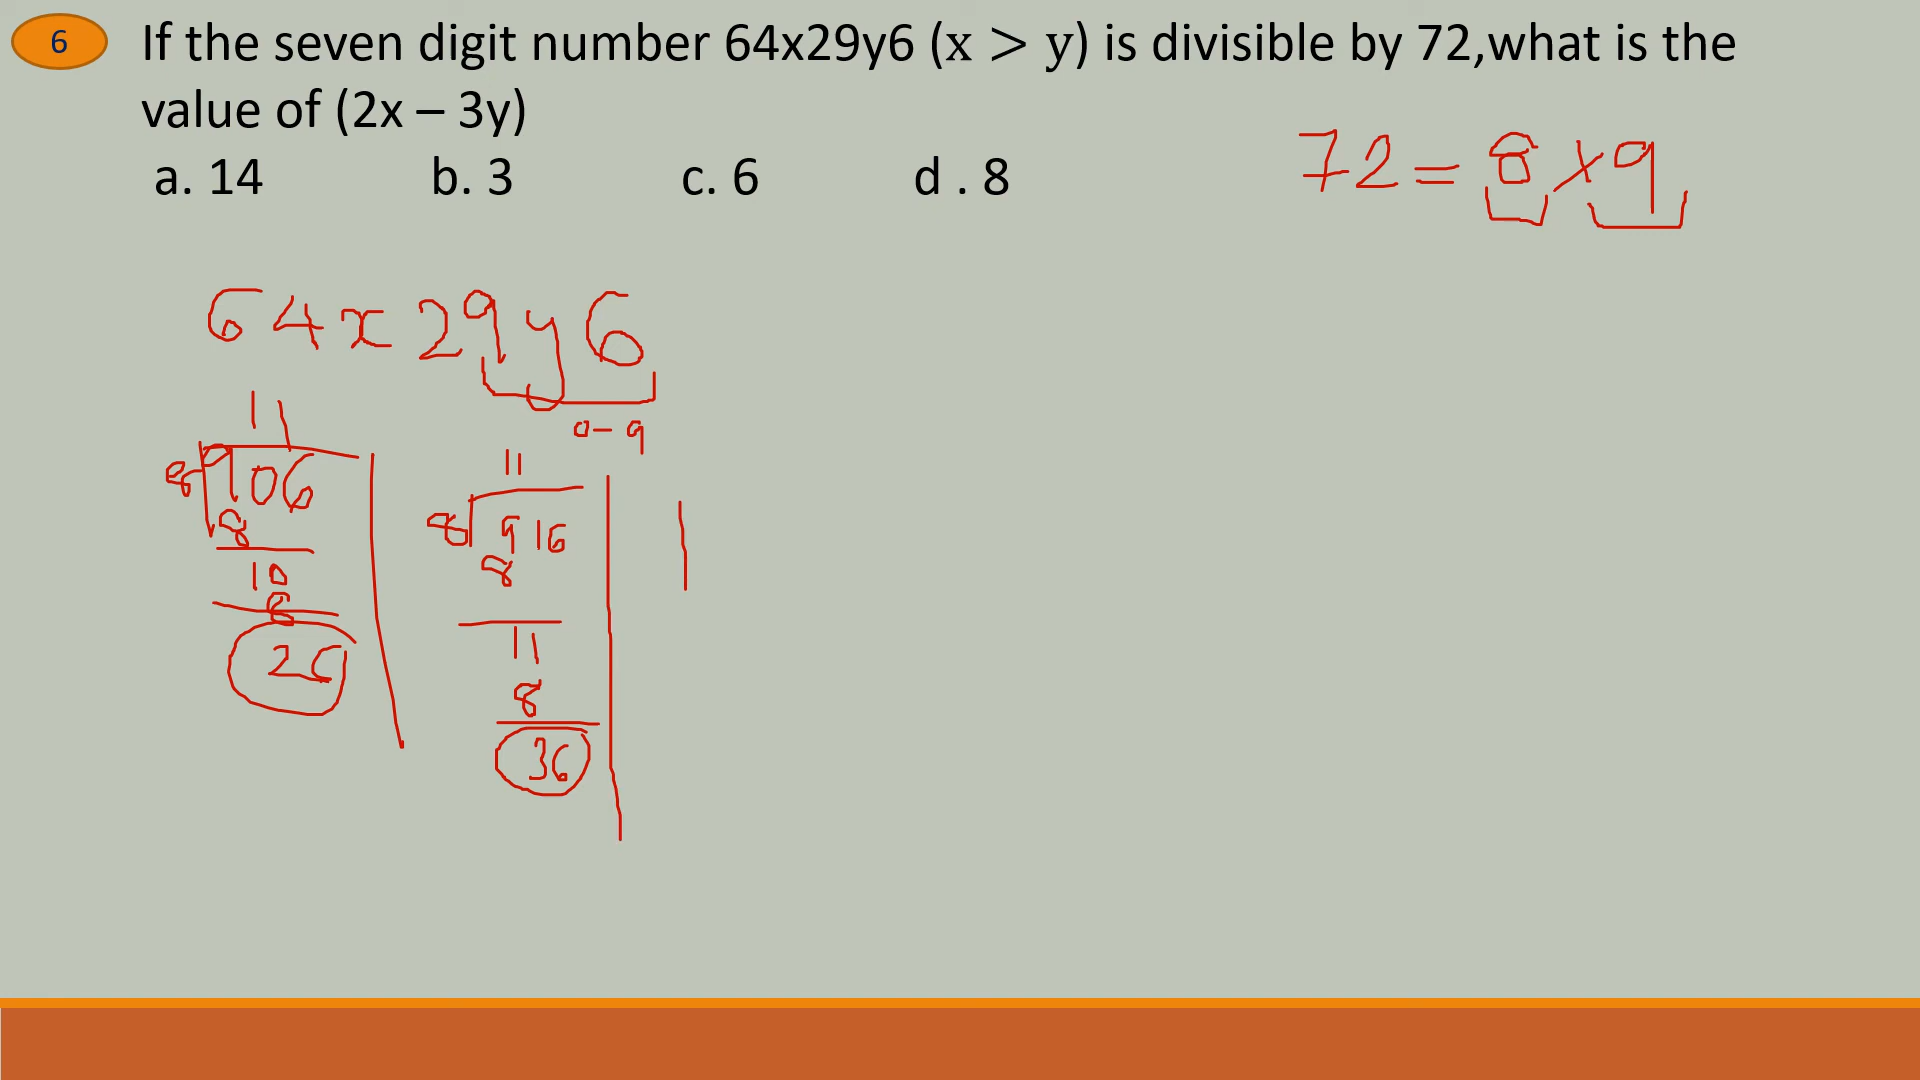 6
If the seven digit number 64x29y6 (x > y) is divisible by 72,what is the
value of (2x – 3y)
a. 14 b. 3 c. 6 d . 8
72 = 8 × 9
64x29y6
0 - 9
11
8 906
8
10
8
26
11
8 916
8
11
8
36
1